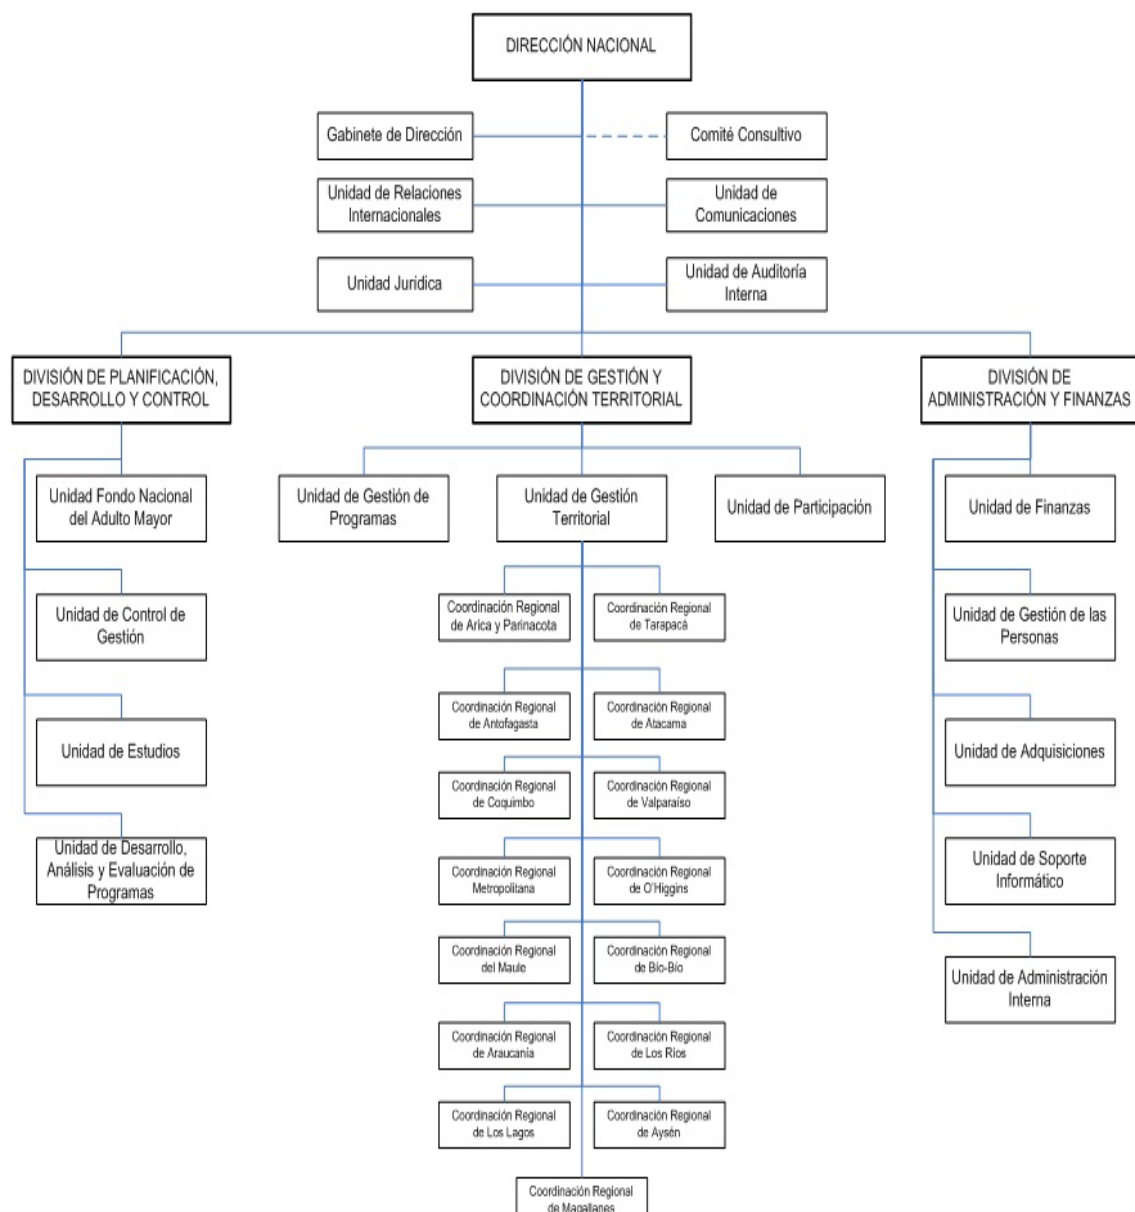 DIRECCIÓN NACIONAL
Gabinete de Dirección
Comité Consultivo
Unidad de Relaciones
Internacionales
Unidad de
Comunicaciones
Unidad Jurídica
Unidad de Auditoría
Interna
DIVISIÓN DE PLANIFICACIÓN,
DESARROLLO Y CONTROL
DIVISIÓN DE GESTIÓN Y
COORDINACIÓN TERRITORIAL
DIVISIÓN DE
ADMINISTRACIÓN Y FINANZAS
Unidad Fondo Nacional
del Adulto Mayor
Unidad de Control de
Gestión
Unidad de Estudios
Unidad de Desarrollo,
Análisis y Evaluación de
Programas
Unidad de Gestión de
Programas
Unidad de Gestión
Territorial
Unidad de Participación
Coordinación Regional
de Arica y Parinacota
Coordinación Regional
de Tarapacá
Coordinación Regional
de Antofagasta
Coordinación Regional
de Atacama
Coordinación Regional
de Coquimbo
Coordinación Regional
de Valparaíso
Coordinación Regional
Metropolitana
Coordinación Regional
de O'Higgins
Coordinación Regional
del Maule
Coordinación Regional
de Bío-Bío
Coordinación Regional
de Araucanía
Coordinación Regional
de Los Ríos
Coordinación Regional
de Los Lagos
Coordinación Regional
de Aysén
Coordinación Regional
de Magallanes
Unidad de Finanzas
Unidad de Gestión de las
Personas
Unidad de Adquisiciones
Unidad de Soporte
Informático
Unidad de Administración
Interna